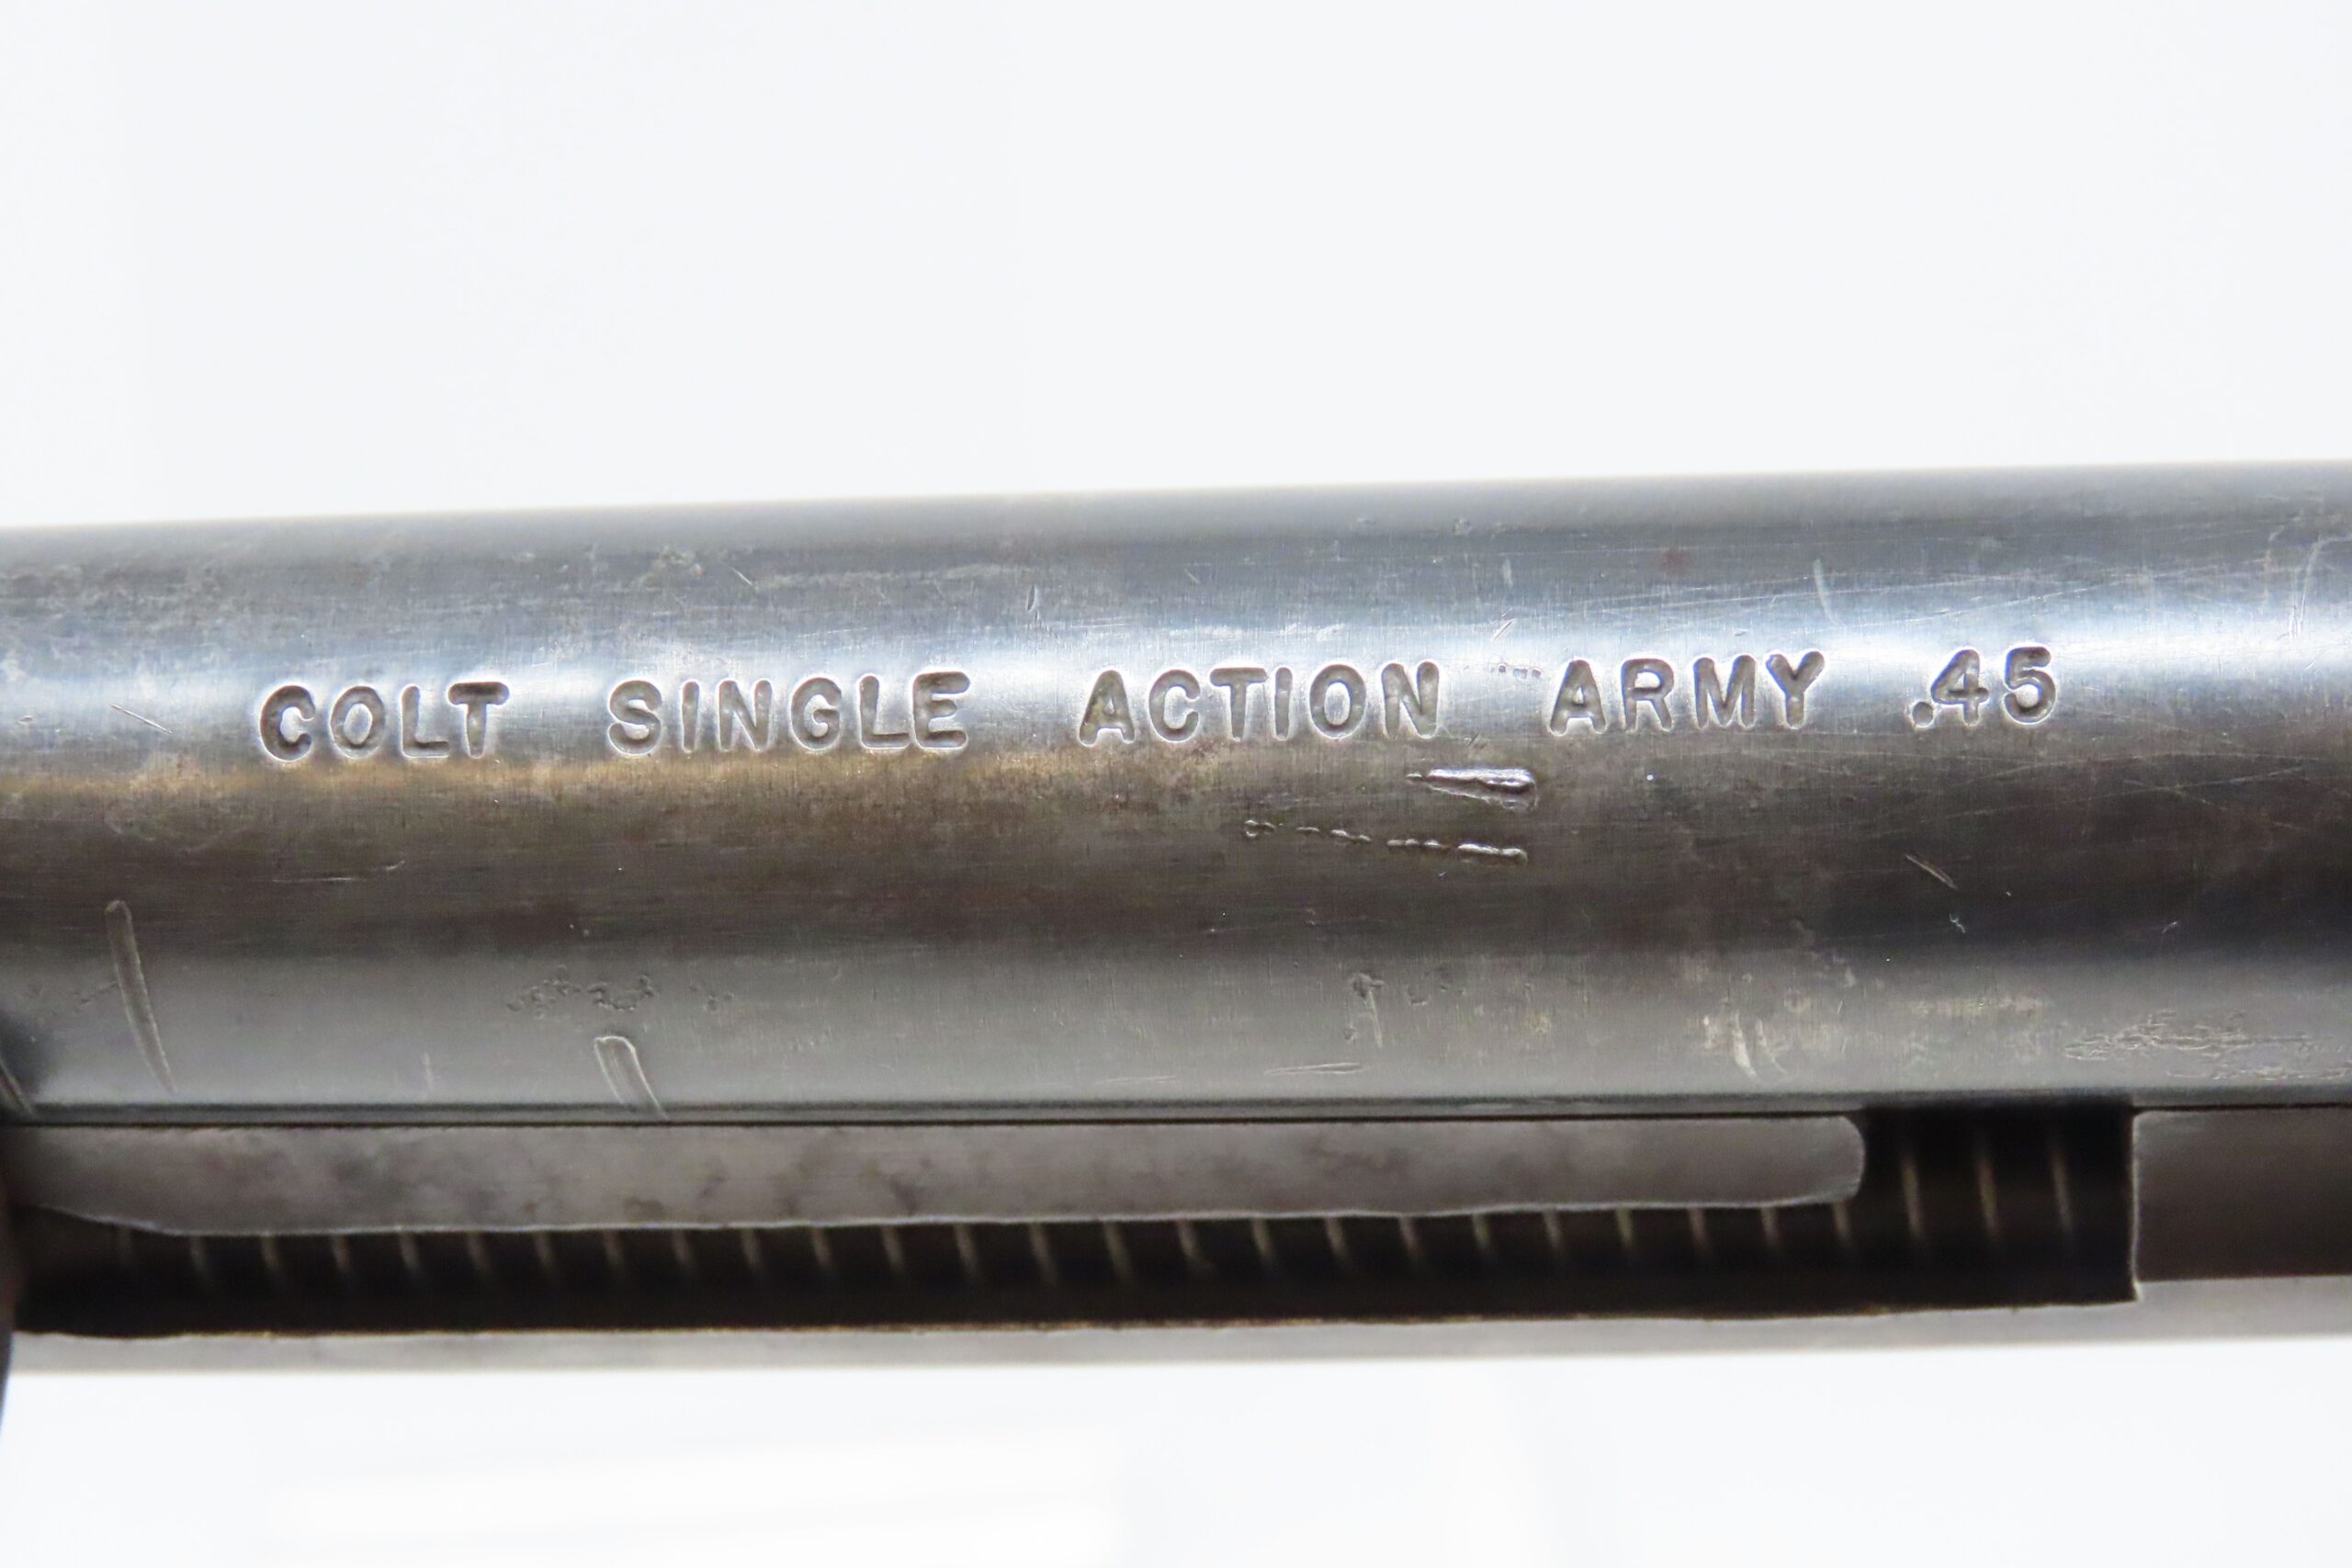 COLT SINGLE ACTION ARMY .45